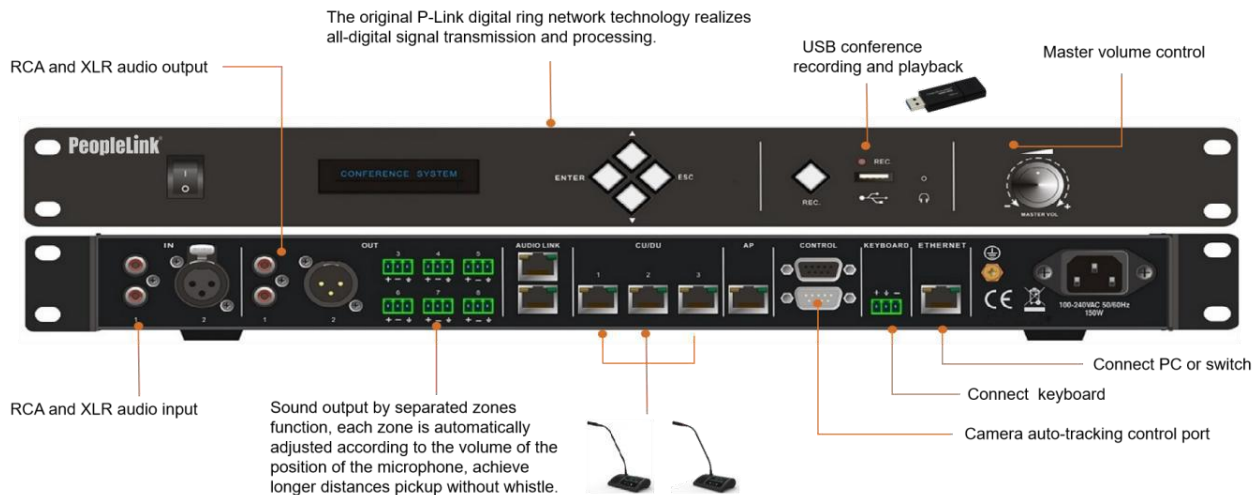 The original P-Link digital ring network technology realizes
all-digital signal transmission and processing.
USB conference
recording and playback
Master volume control
RCA and XLR audio output
PeopleLink
I
O
CONFERENCE SYSTEM
ENTER
ESC
REC.
REC.
- +
MASTER VOL.
IN
OUT
AUDIO LINK
CU/DU
AP
CONTROL
KEYBOARD
ETHERNET
3 4 5
+ - + - + -
6 7 8
+ - + - + -
1 2 3
+ -
1 2 1 2
CE
100-240VAC 50/60Hz
150W
Connect PC or switch
Connect keyboard
Camera auto-tracking control port
RCA and XLR audio input
Sound output by separated zones
function, each zone is automatically
adjusted according to the volume of the
position of the microphone, achieve
longer distances pickup without whistle.